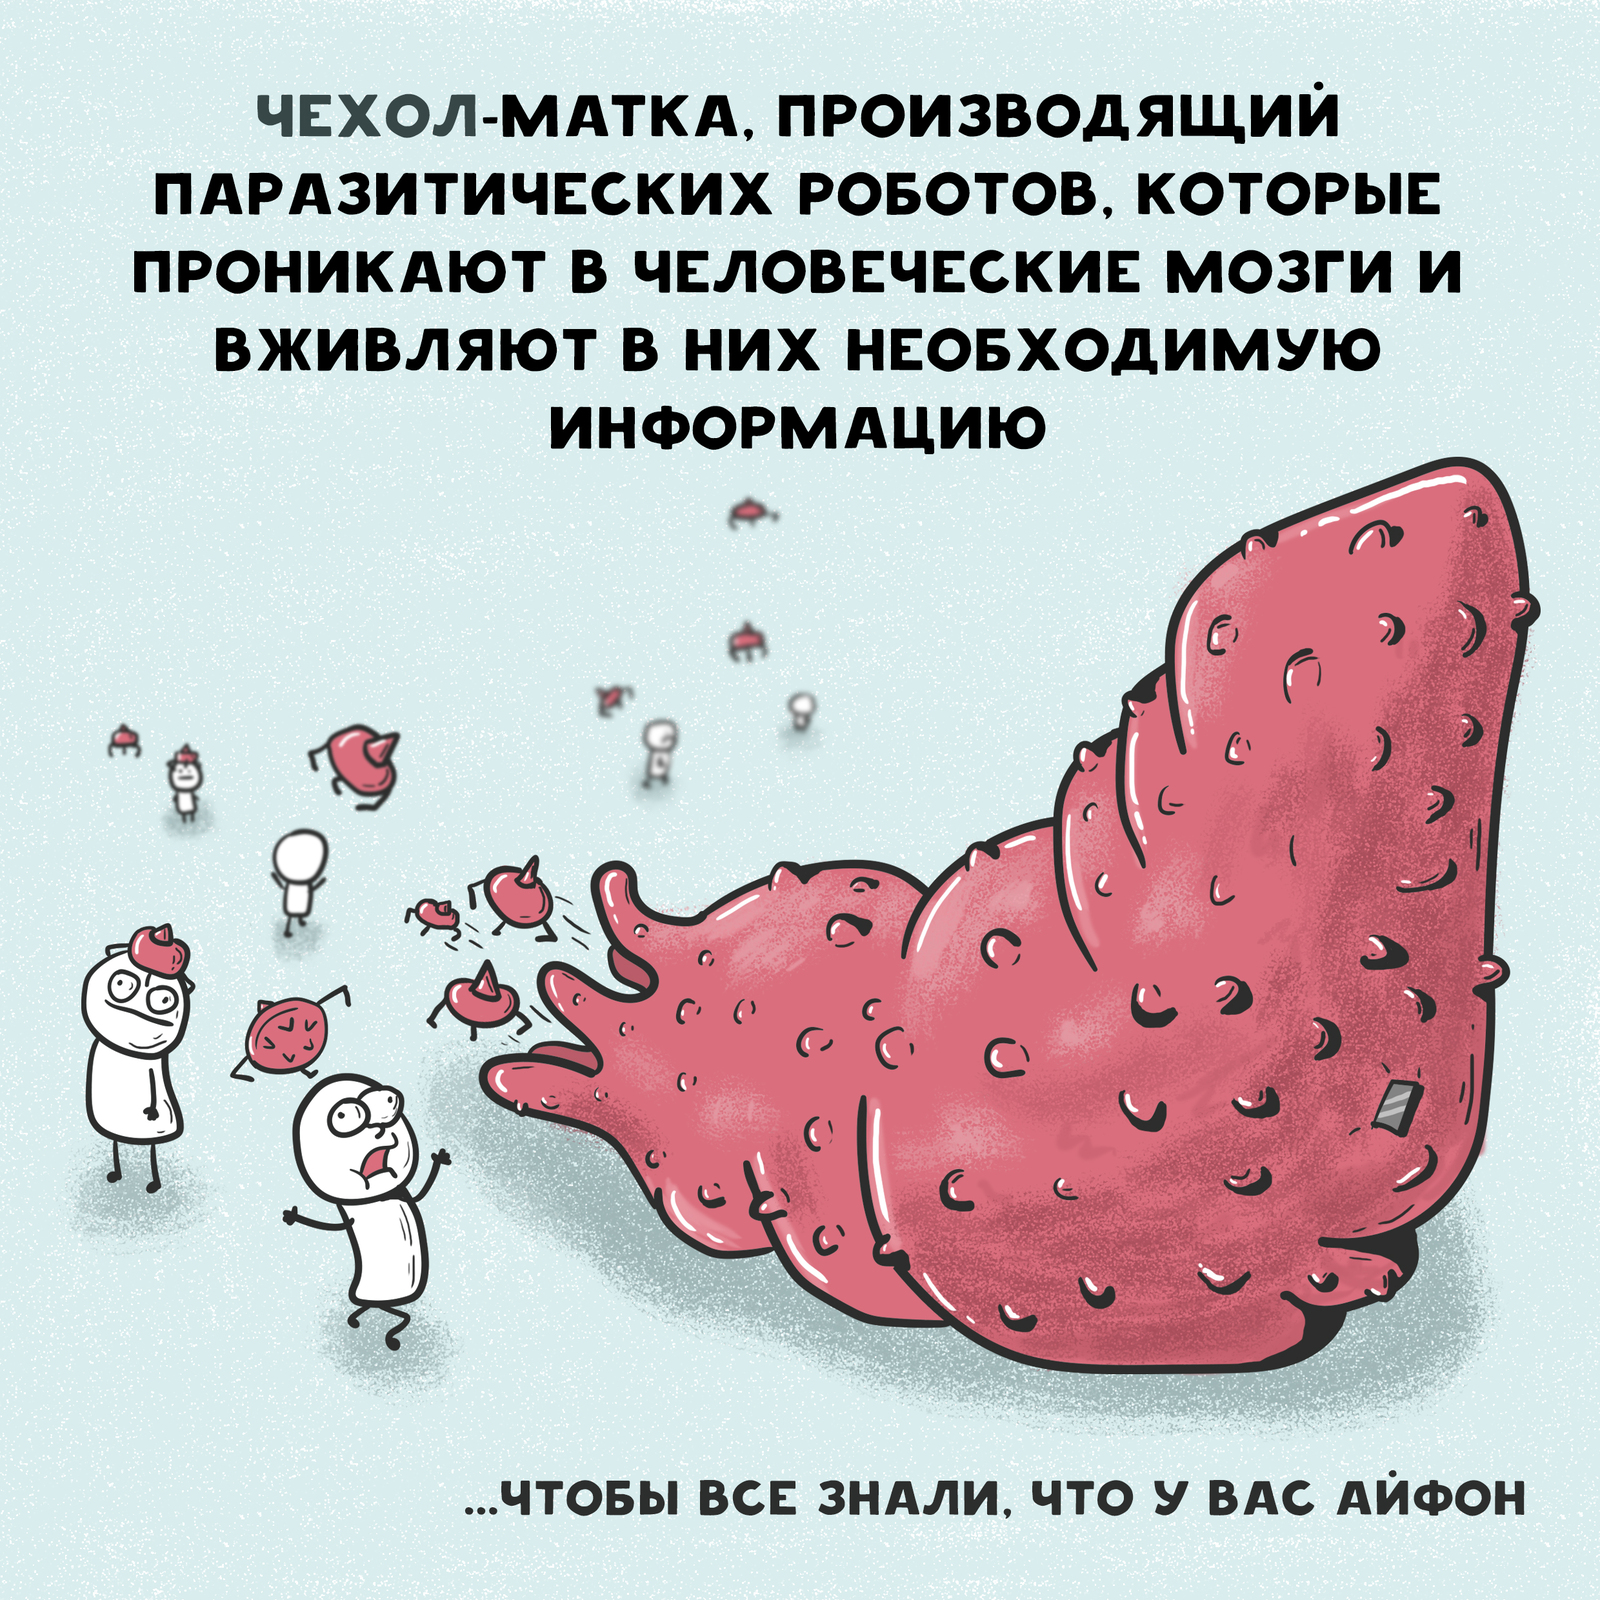 ЧЕХОЛ-МАТКА, ПРОИЗВОДЯЩИЙ
ПАРАЗИТИЧЕСКИХ РОБОТОВ, КОТОРЫЕ
ПРОНИКАЮТ В ЧЕЛОВЕЧЕСКИЕ МОЗГИ И
ВЖИВЛЯЮТ В НИХ НЕОБХОДИМУЮ
ИНФОРМАЦИЮ
...ЧТОБЫ ВСЕ ЗНАЛИ, ЧТО У ВАС АЙФОН